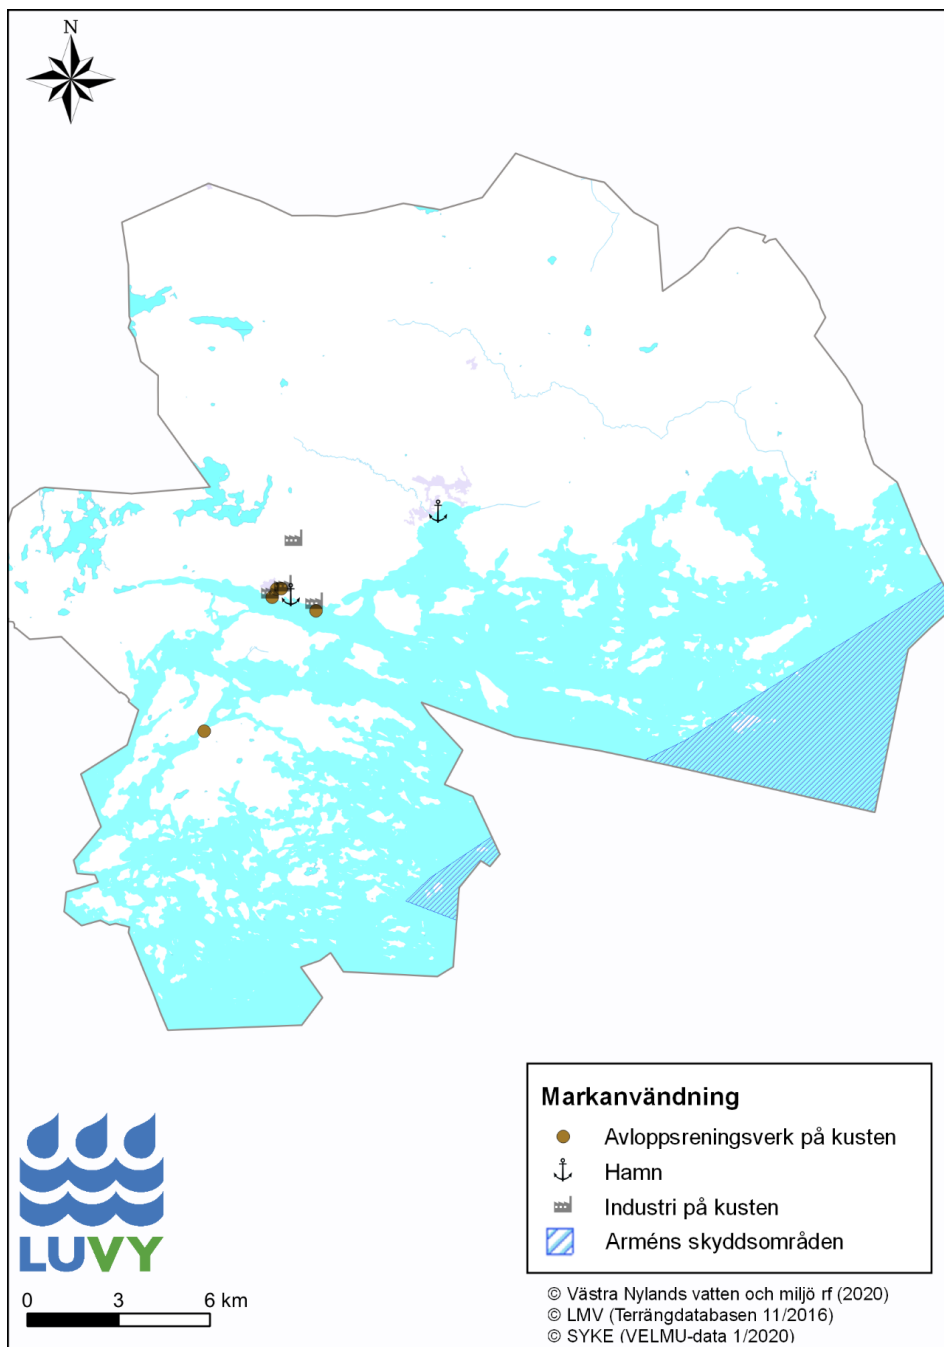 N
Markanvändning
Avloppsreningsverk på kusten
Hamn
Industri på kusten
Arméns skyddsområden
LUVY
0 3 6 km
© Västra Nylands vatten och miljö rf (2020)
© LMV (Terrängdatabasen 11/2016)
© SYKE (VELMU-data 1/2020)